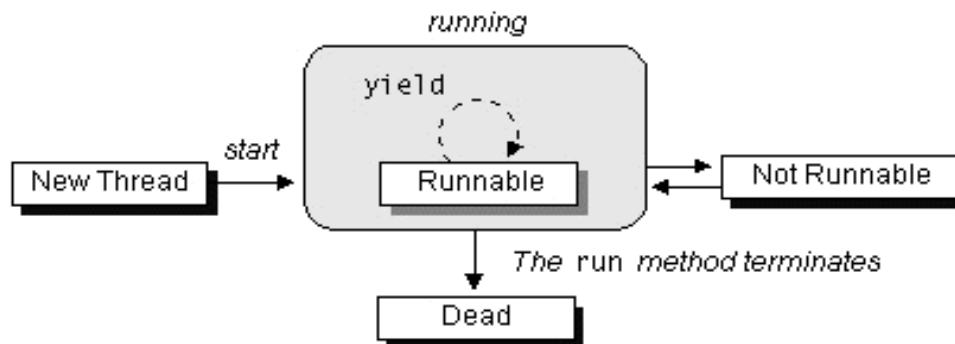 running
yield
start
New Thread
Runnable
Not Runnable
The run method terminates
Dead